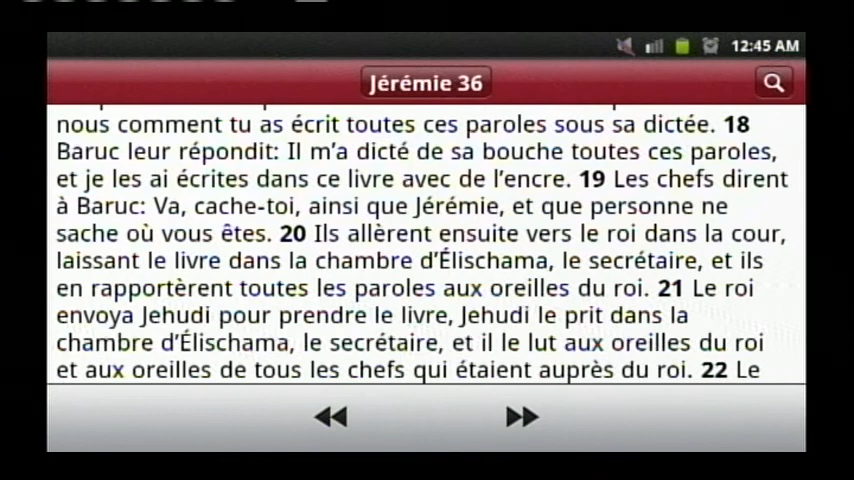 12:45 AM
Jérémie 36
nous comment tu as écrit toutes ces paroles sous sa dictée. 18
Baruc leur répondit: Il m’a dicté de sa bouche toutes ces paroles,
et je les ai écrites dans ce livre avec de l’encre. 19 Les chefs dirent
à Baruc: Va, cache-toi, ainsi que Jérémie, et que personne ne
sache où vous êtes. 20 Ils allèrent ensuite vers le roi dans la cour,
laissant le livre dans la chambre d’Élischama, le secrétaire, et ils
en rapportèrent toutes les paroles aux oreilles du roi. 21 Le roi
envoya Jehudi pour prendre le livre, Jehudi le prit dans la
chambre d’Élischama, le secrétaire, et il le lut aux oreilles du roi
et aux oreilles de tous les chefs qui étaient auprès du roi. 22 Le